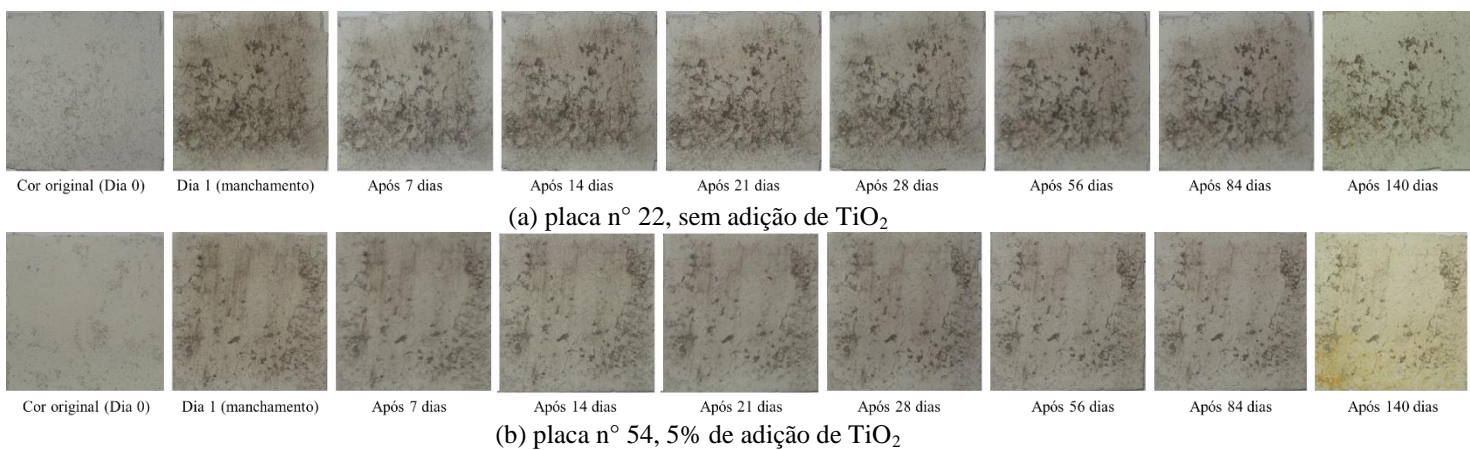 Cor original (Dia 0) Dia 1 (manchamento) Após 7 dias Após 14 dias Após 21 dias Após 28 dias Após 56 dias Após 84 dias Após 140 dias
(a) placa n° 22, sem adição de TiO₂
Cor original (Dia 0) Dia 1 (manchamento) Após 7 dias Após 14 dias Após 21 dias Após 28 dias Após 56 dias Após 84 dias Após 140 dias
(b) placa n° 54, 5% de adição de TiO₂